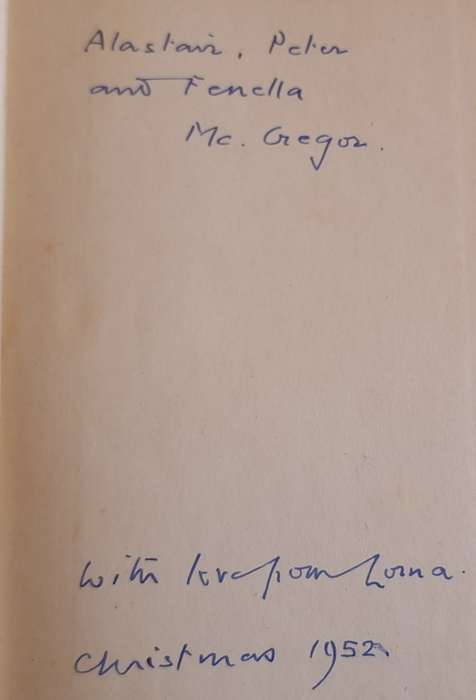 Alastair, Peter
and Fenella
Mc. Gregor.
With love from Lorna.
Christmas 1952.